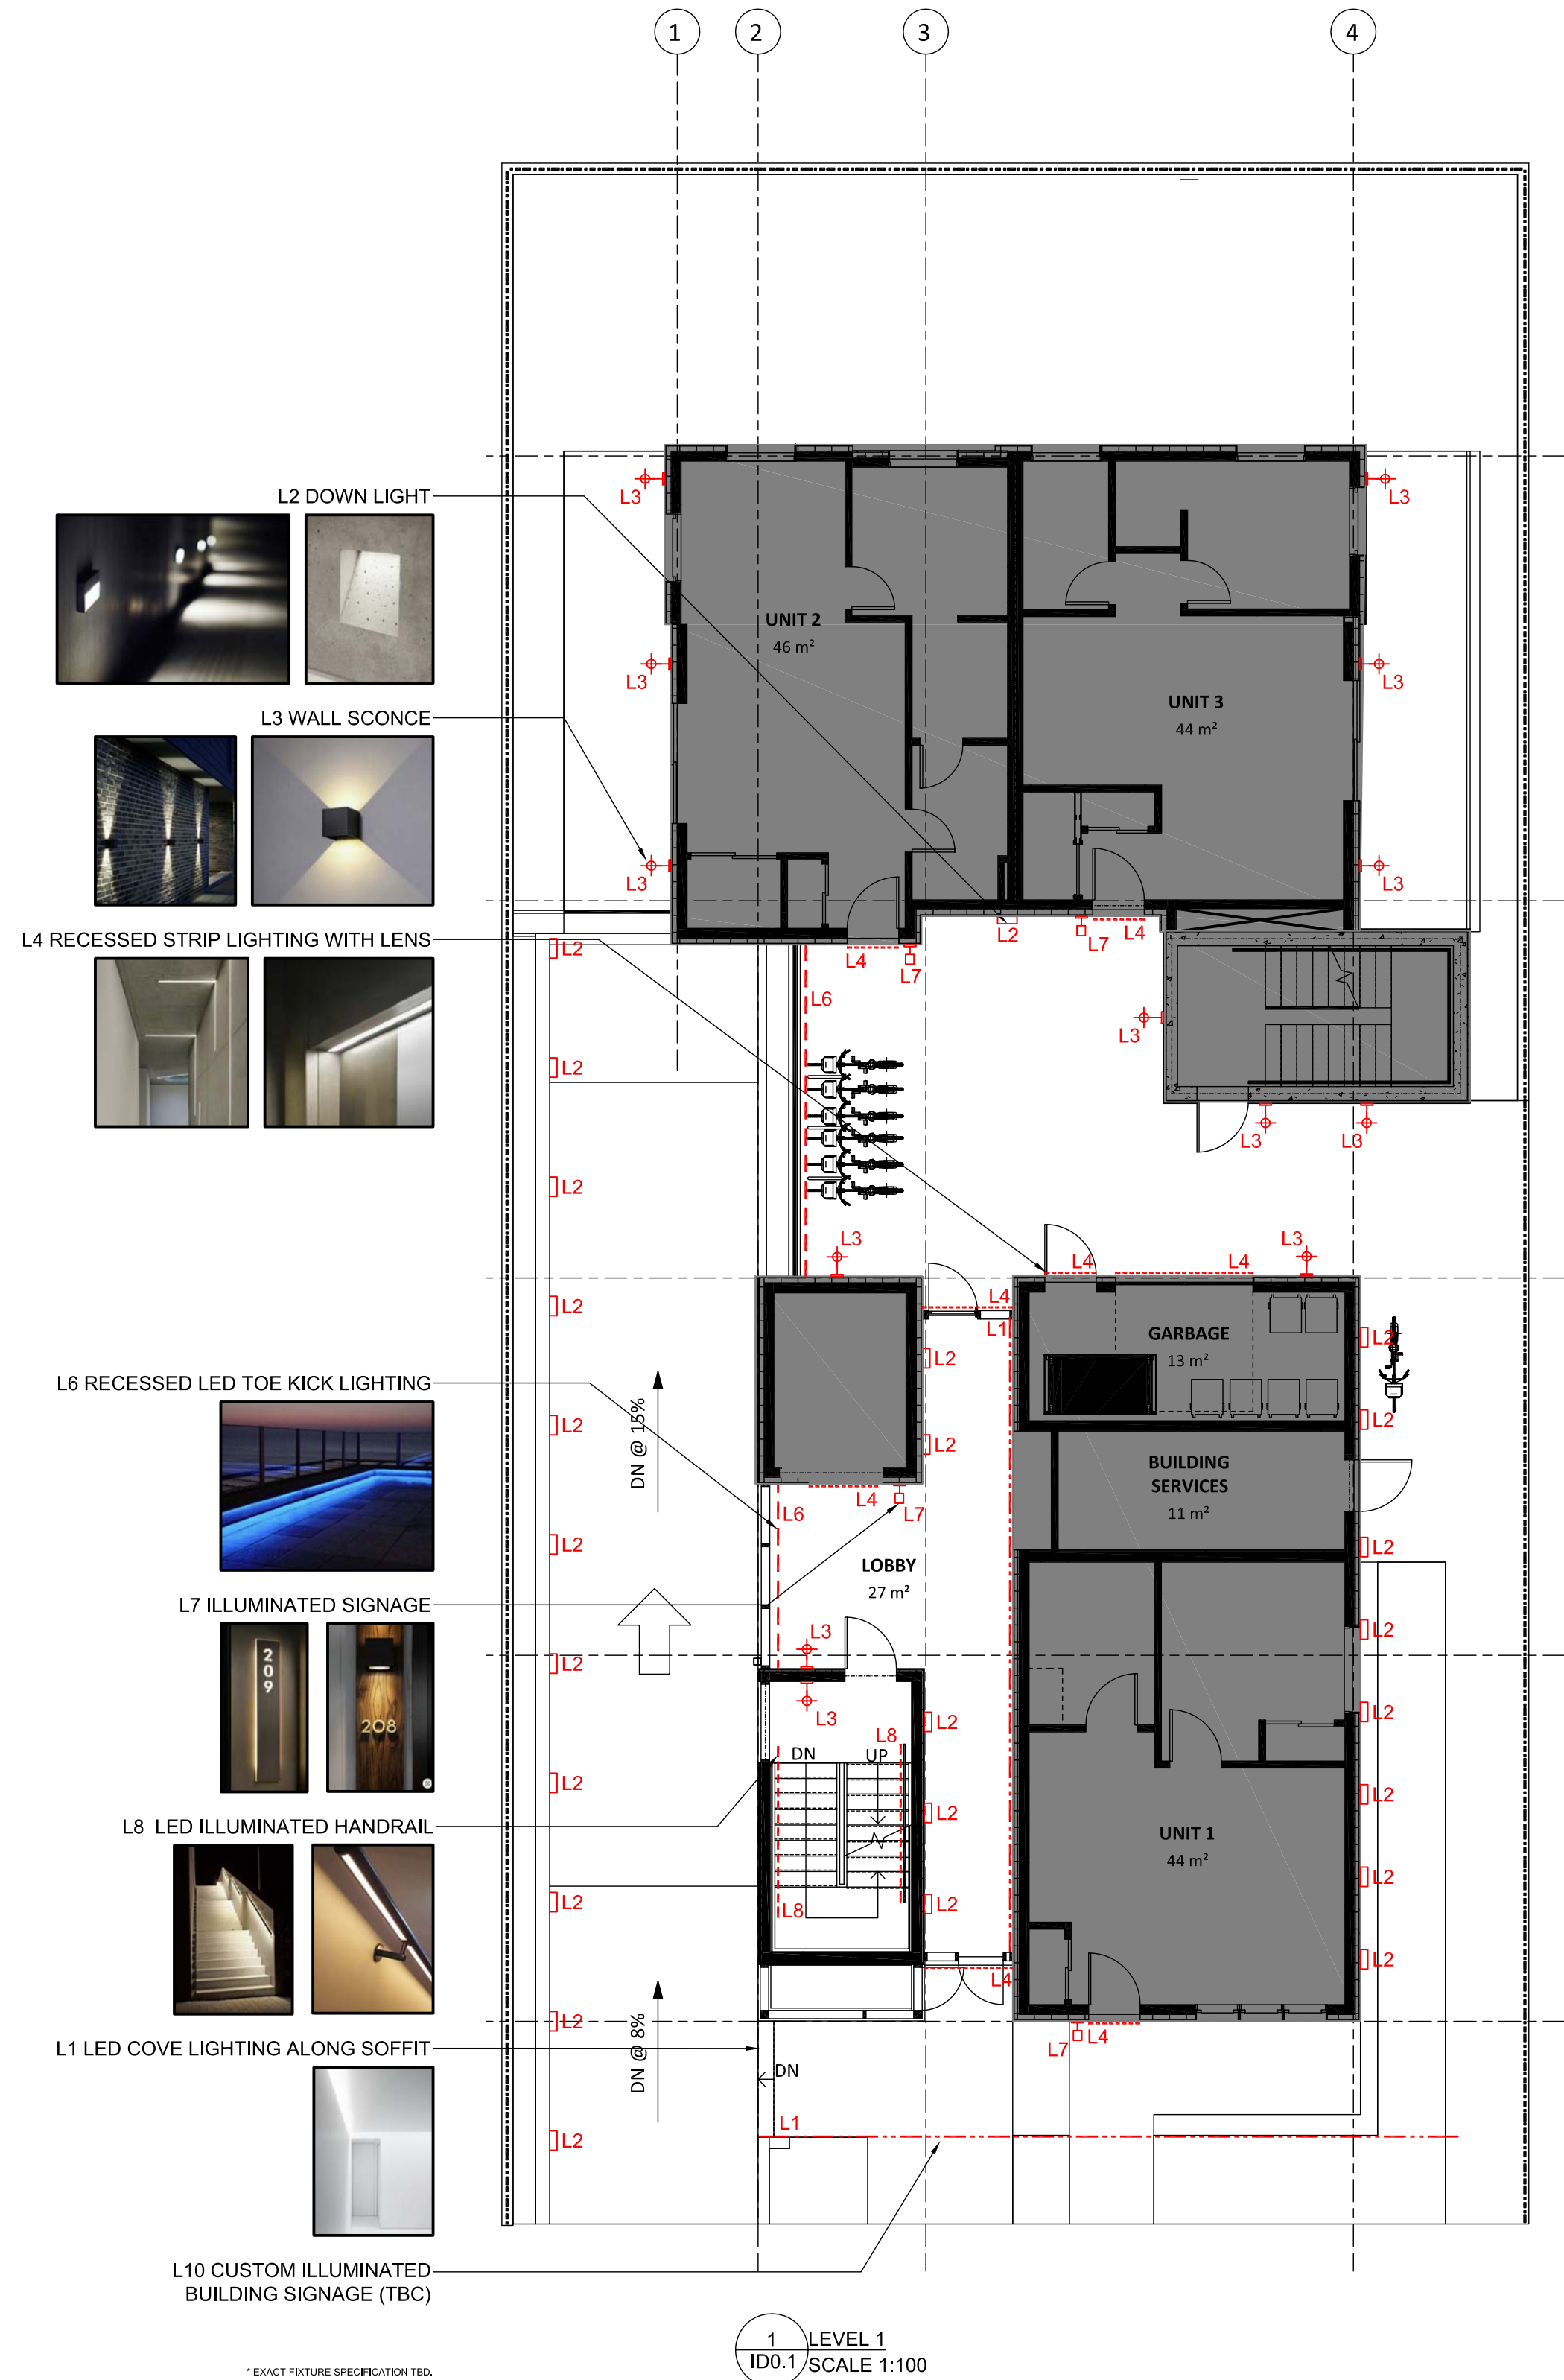 1
2
3
4
L2 DOWN LIGHT
L3
L3
UNIT 2
46 m²
L3
L3
UNIT 3
44 m²
L3 WALL SCONCE
L3
L3
L4 RECESSED STRIP LIGHTING WITH LENS
L2
L4
L7
L2
L7
L4
L6
L3
L2
L3
L3
L2
L3
L4
L4
L3
L2
L4
L1
GARBAGE
13 m²
L2
L2
L6 RECESSED LED TOE KICK LIGHTING
DN @ 15%
L2
L2
L2
BUILDING
SERVICES
11 m²
L6
L4
L7
L2
L2
LOBBY
27 m²
L7 ILLUMINATED SIGNAGE
209
208
L3
L2
L2
L3
L2
L2
L8
DN
UP
L2
L2
L2
L8 LED ILLUMINATED HANDRAIL
UNIT 1
44 m²
L2
L2
L8
L2
L2
L4
L2
L1 LED COVE LIGHTING ALONG SOFFIT
DN @ 8%
L7
L4
DN
L1
L2
L10 CUSTOM ILLUMINATED
BUILDING SIGNAGE (TBC)
1
ID0.1
LEVEL 1
SCALE 1:100
* EXACT FIXTURE SPECIFICATION TBD.